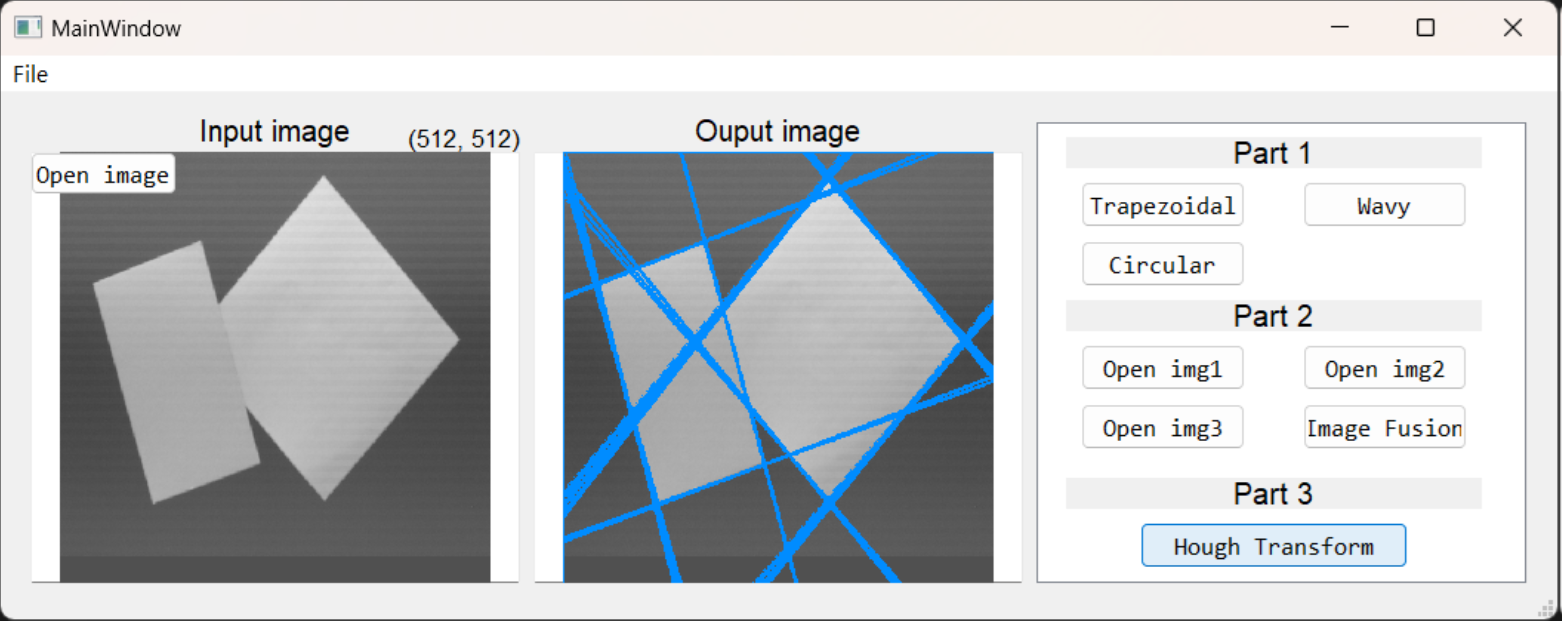 MainWindow
File
Input image
(512, 512)
Open image
Ouput image
Part 1
Trapezoidal
Wavy
Circular
Part 2
Open img1
Open img2
Open img3
Image Fusion
Part 3
Hough Transform